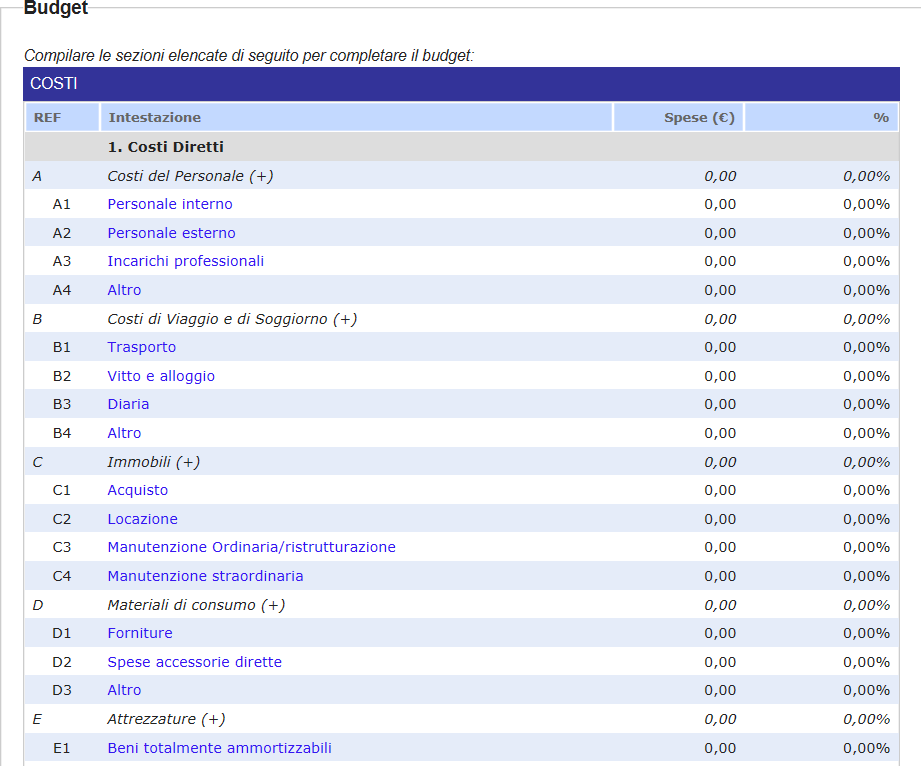 Budget
Compilare le sezioni elencate di seguito per completare il budget:
COSTI
REF Intestazione Spese (€) %
1. Costi Diretti
A Costi del Personale (+) 0,00 0,00%
A1 Personale interno 0,00 0,00%
A2 Personale esterno 0,00 0,00%
A3 Incarichi professionali 0,00 0,00%
A4 Altro 0,00 0,00%
B Costi di Viaggio e di Soggiorno (+) 0,00 0,00%
B1 Trasporto 0,00 0,00%
B2 Vitto e alloggio 0,00 0,00%
B3 Diaria 0,00 0,00%
B4 Altro 0,00 0,00%
C Immobili (+) 0,00 0,00%
C1 Acquisto 0,00 0,00%
C2 Locazione 0,00 0,00%
C3 Manutenzione Ordinaria/ristrutturazione 0,00 0,00%
C4 Manutenzione straordinaria 0,00 0,00%
D Materiali di consumo (+) 0,00 0,00%
D1 Forniture 0,00 0,00%
D2 Spese accessorie dirette 0,00 0,00%
D3 Altro 0,00 0,00%
E Attrezzature (+) 0,00 0,00%
E1 Beni totalmente ammortizzabili 0,00 0,00%